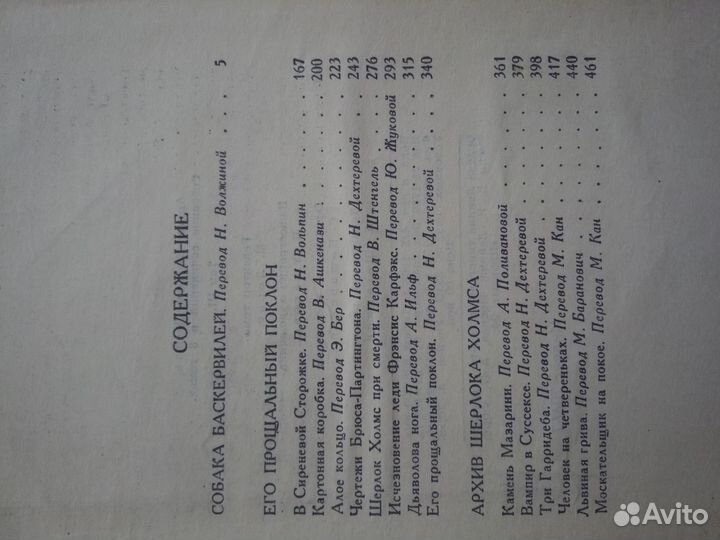 СОДЕРЖАНИЕ
СОБАКА БАСКЕРВИЛЕЙ. Перевод Н. Волжиной . . . 5
ЕГО ПРОЩАЛЬНЫЙ ПОКЛОН
В Сиреневой Сторожке. Перевод Н. Вольпин . . . . . 167
Картонная коробка. Перевод В. Ашкенази . . . . . 200
Алое кольцо. Перевод Э. Бер . . . . . . . . 223
Чертежи Брюса-Партингтона. Перевод Н. Дехтеревой . . 243
Шерлок Холмс при смерти. Перевод В. Штенгель . . . 276
Исчезновение леди Фрэнсис Карфэкс. Перевод Ю. Жуковой 293
Дьяволова нога. Перевод А. Ильф . . . . . . . 315
Его прощальный поклон. Перевод Н. Дехтеревой . . . 340
АРХИВ ШЕРЛОКА ХОЛМСА
Камень Мазарини. Перевод А. Поливановой . . . . . 361
Вампир в Суссексе. Перевод Н. Дехтеревой . . . . . 379
Три Гарридеба. Перевод Н. Дехтеревой . . . . . . 398
Человек на четвереньках. Перевод М. Кан . . . . . 417
Львиная грива. Перевод М. Баранович . . . . . . 440
Москательщик на покое. Перевод М. Кан . . . . . 461
Avito